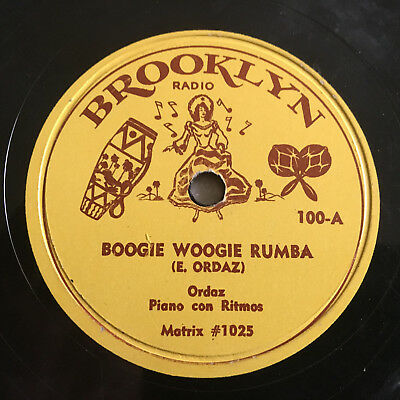 BROOKLYN
RADIO
100-A
BOOGIE WOOGIE RUMBA
(E. ORDAZ)
Ordaz
Piano con Ritmos
Matrix #1025